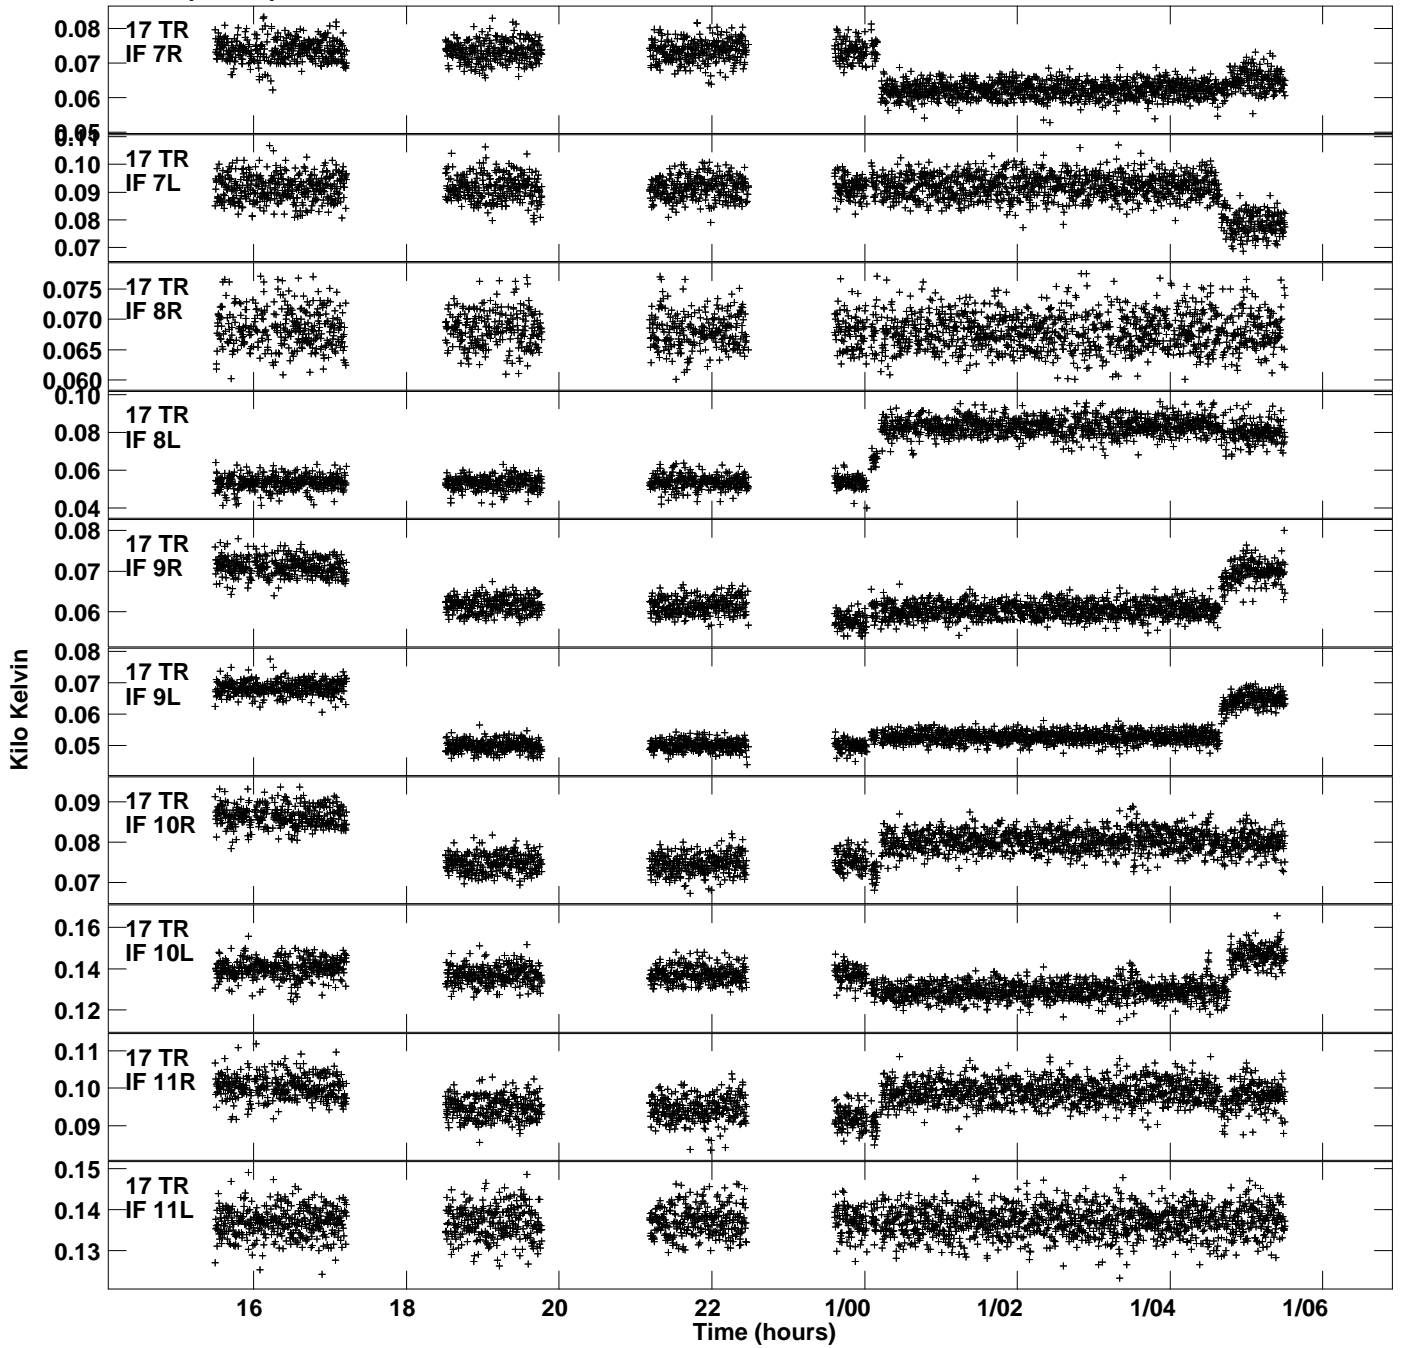 0.08
0.07
0.06
0.05
17 TR
IF 7R
0.11
0.10
0.09
0.08
0.07
17 TR
IF 7L
0.075
0.070
0.065
0.060
17 TR
IF 8R
0.10
0.08
0.06
0.04
17 TR
IF 8L
0.08
0.07
0.06
17 TR
IF 9R
0.08
0.07
0.06
0.05
17 TR
IF 9L
0.09
0.08
0.07
17 TR
IF 10R
0.16
0.14
0.12
17 TR
IF 10L
0.11
0.10
0.09
17 TR
IF 11R
0.15
0.14
0.13
17 TR
IF 11L
Kilo Kelvin
16 18 20 22 1/00 1/02 1/04 1/06
Time (hours)